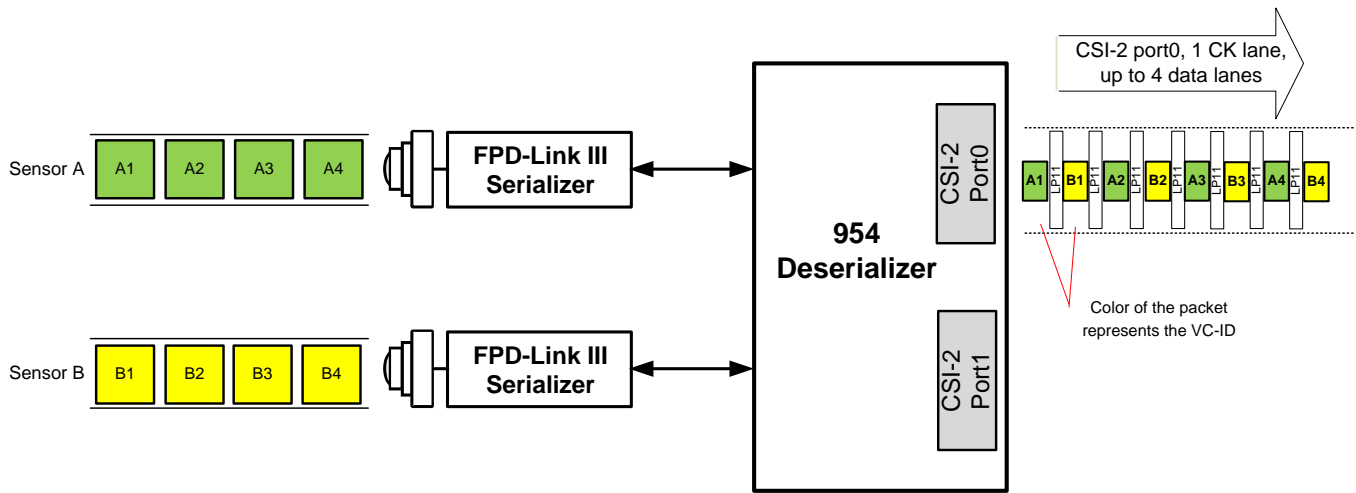 CSI-2 port0, 1 CK lane,
up to 4 data lanes
Sensor A
A1 A2 A3 A4
FPD-Link III
Serializer
CSI-2
Port0
A1 LP11 B1 LP11 A2 LP11 B2 LP11 A3 LP11 B3 LP11 A4 LP11 B4
954
Deserializer
Color of the packet
represents the VC-ID
Sensor B
B1 B2 B3 B4
FPD-Link III
Serializer
CSI-2
Port1